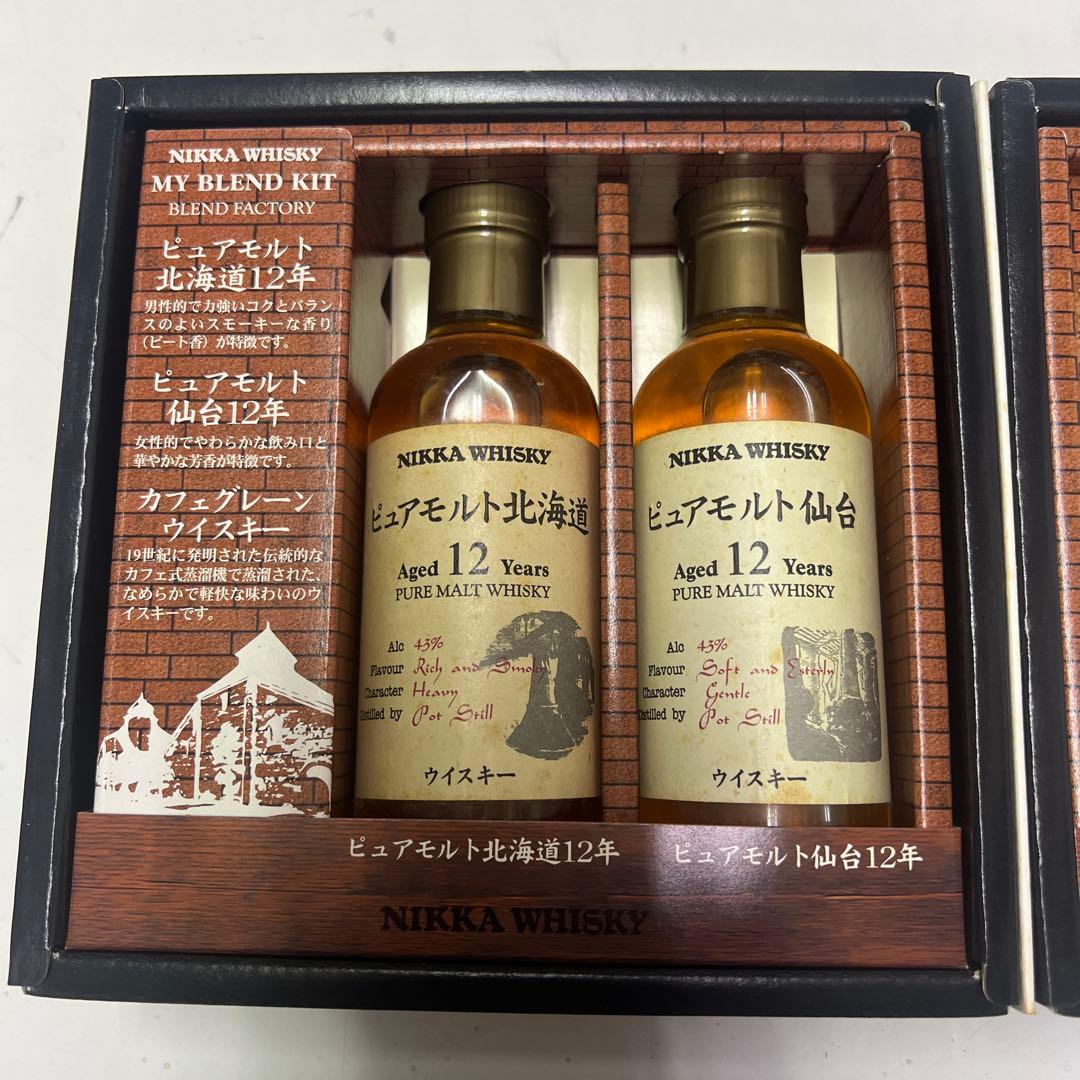 NIKKA WHISKY
MY BLEND KIT
BLEND FACTORY
ピュアモルト
北海道12年
男性的で力強いコクとバラン
スのよいスモーキーな香り
(ピート香)が特徴です。
ピュアモルト
仙台12年
女性的でやわらかな飲み口と
華やかな芳香が特徴です。
カフェグレーン
ウイスキー
19世紀に発明された伝統的な
カフェ式蒸溜機で蒸溜された、
なめらかで軽快な味わいのウ
イスキーです。
NIKKA WHISKY
ピュアモルト北海道
Aged 12 Years
PURE MALT WHISKY
Alc 43%
Flavour Rich and Smoky
Character Heavy
Distilled by Pot Still
ウイスキー
NIKKA WHISKY
ピュアモルト仙台
Aged 12 Years
PURE MALT WHISKY
Alc 43%
Flavour Soft and Esterly
Character Gentle
Distilled by Pot Still
ウイスキー
ピュアモルト北海道12年
ピュアモルト仙台12年
NIKKA WHISKY